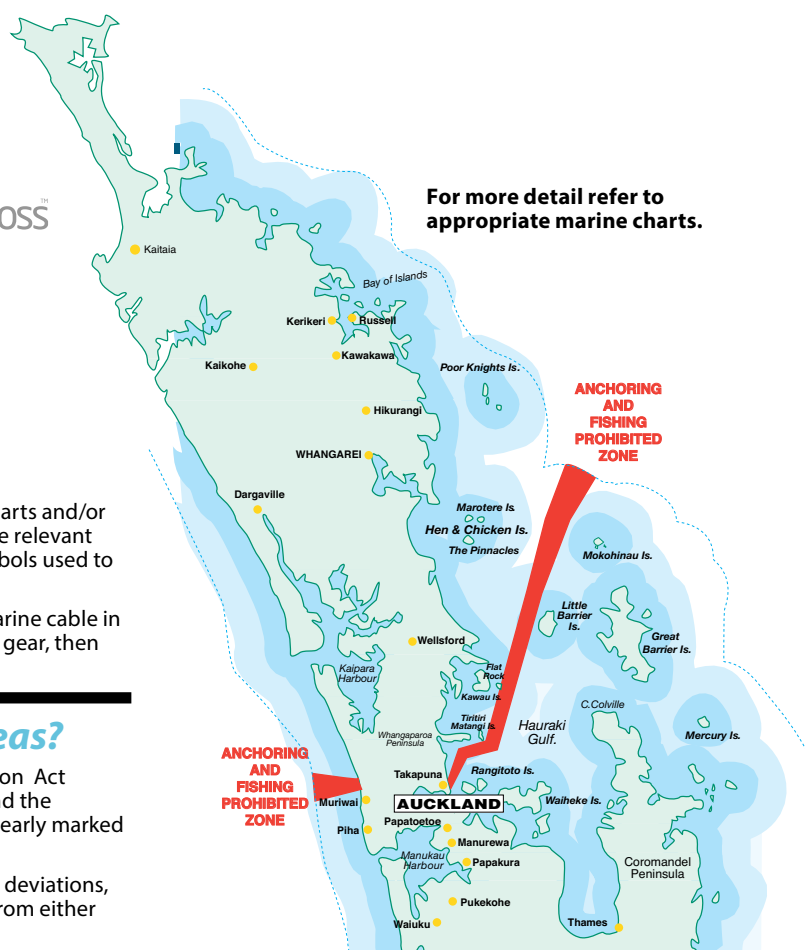 ™
For more detail refer to
appropriate marine charts.
Kaitaia
Bay of Islands
Kerikeri
Russell
Kawakawa
Kaikohe
Poor Knights Is.
ANCHORING
AND
FISHING
PROHIBITED
ZONE
Hikurangi
WHANGAREI
Dargaville
Marotere Is.
Hen & Chicken Is.
The Pinnacles
Mokohinau Is.
arts and/or
e relevant
bols used to
Little
Barrier
Is.
Great
Barrier Is.
arine cable in
gear, then
Wellsford
Kaipara
Harbour
Flat
Rock
Kawau Is.
C.Colville
Tiritiri
Matangi Is.
Hauraki
Gulf.
Whangaparoa
Peninsula
Mercury Is.
eas?
ANCHORING
AND
FISHING
PROHIBITED
ZONE
on Act
nd the
early marked
Takapuna
Rangitoto Is.
Muriwai
AUCKLAND
Waiheke Is.
Papatoetoe
Piha
Manurewa
Manukau
Harbour
Papakura
Coromandel
Peninsula
deviations,
rom either
Pukekohe
Waiuku
Thames